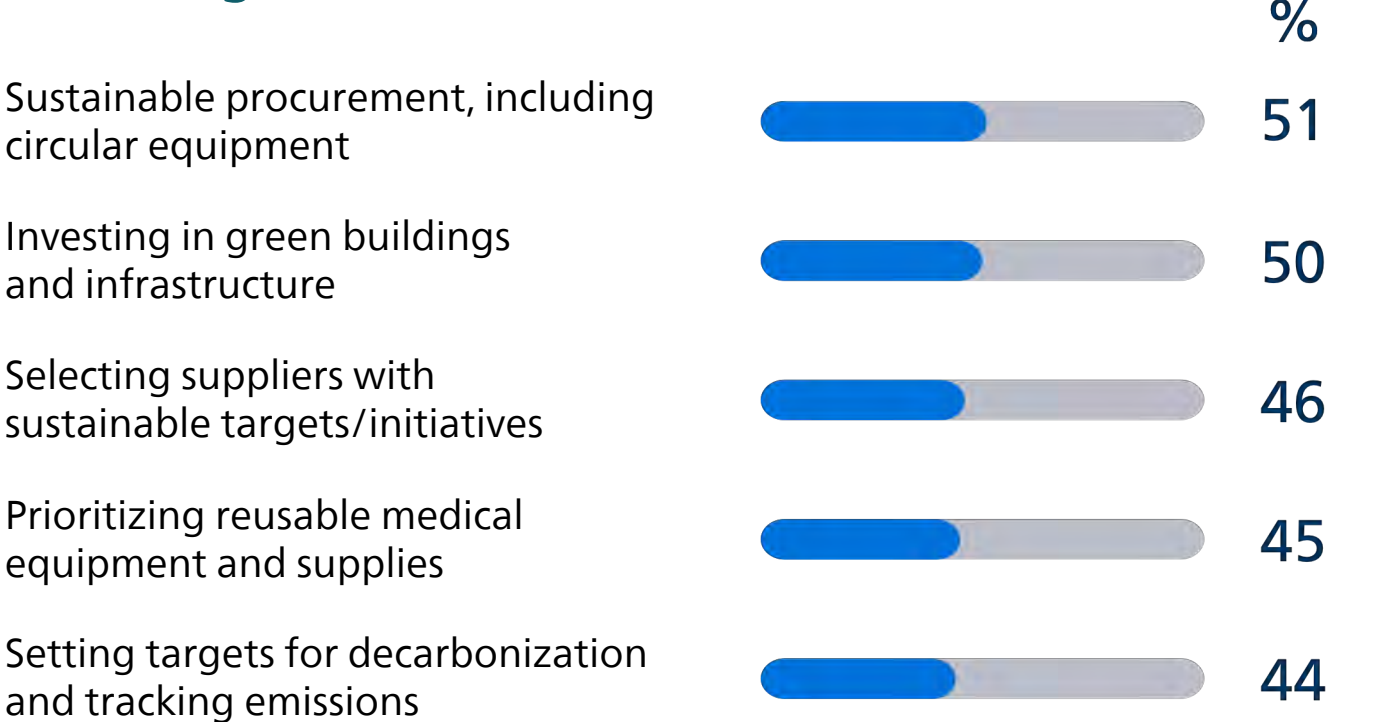 %
Sustainable procurement, including
circular equipment
51
Investing in green buildings
and infrastructure
50
Selecting suppliers with
sustainable targets/initiatives
46
Prioritizing reusable medical
equipment and supplies
45
Setting targets for decarbonization
and tracking emissions
44